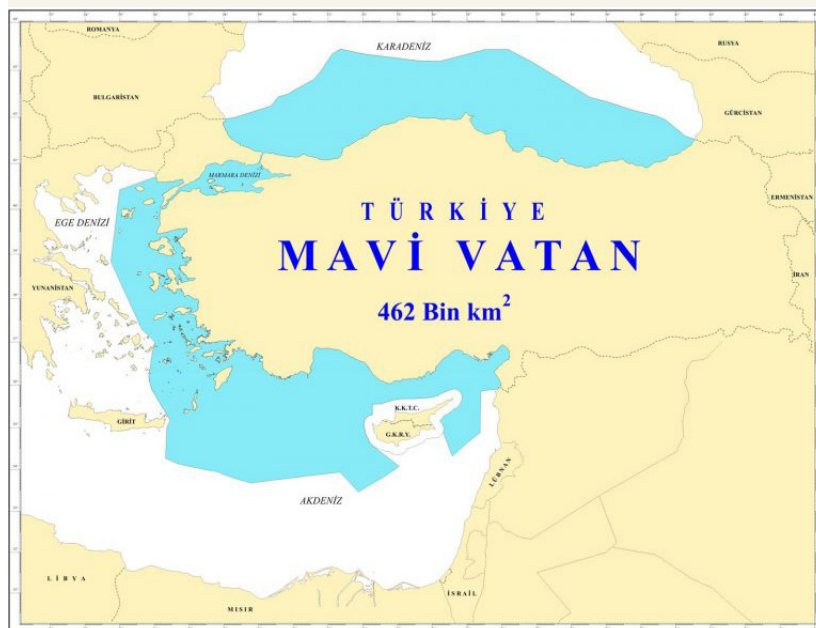 ROMANYA
KARADENİZ
RUSYA
BULGARİSTAN
GÜRCİSTAN
MARMARA DENİZİ
ERMENİSTAN
EGE DENİZİ
TÜRKİYE
MAVİ VATAN
YUNANİSTAN
İRAN
462 Bin km²
K.K.T.C.
GİRİT
G.K.R.Y.
LÜBNAN
AKDENİZ
LİBYA
İSRAİL
MISIR